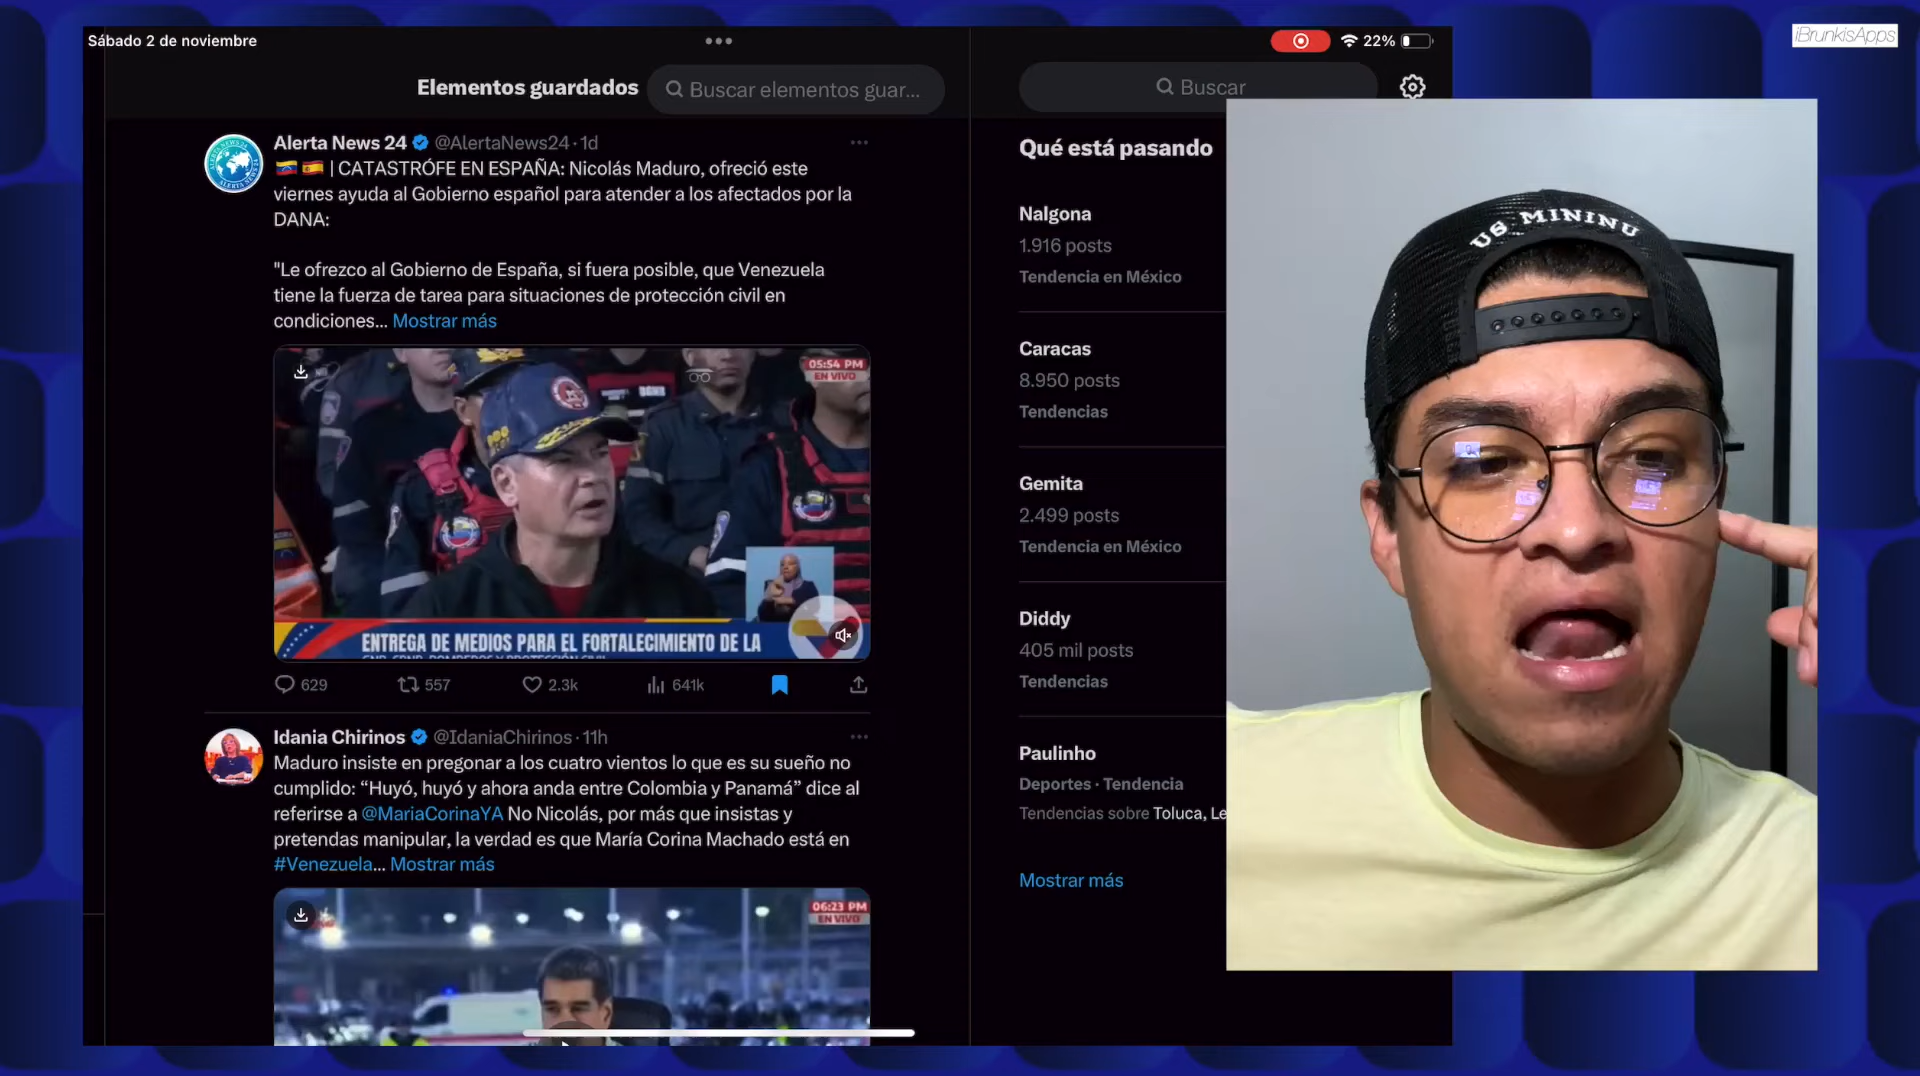 Sábado 2 de noviembre
22%
iBrunkisApps
Elementos guardados
Buscar elementos guar...
Buscar
Alerta News 24 @AlertaNews24 · 1d
🇻🇪 🇪🇸 | CATASTRÓFE EN ESPAÑA: Nicolás Maduro, ofreció este
viernes ayuda al Gobierno español para atender a los afectados por la
DANA:
"Le ofrezco al Gobierno de España, si fuera posible, que Venezuela
tiene la fuerza de tarea para situaciones de protección civil en
condiciones... Mostrar más
05:54 PM
EN VIVO
ENTREGA DE MEDIOS PARA EL FORTALECIMIENTO DE LA
629
557
2.3k
641k
Idania Chirinos @IdaniaChirinos · 11h
Maduro insiste en pregonar a los cuatro vientos lo que es su sueño no
cumplido: “Huyó, huyó y ahora anda entre Colombia y Panamá” dice al
referirse a @MariaCorinaYA No Nicolás, por más que insistas y
pretendas manipular, la verdad es que María Corina Machado está en
#Venezuela... Mostrar más
06:23 PM
EN VIVO
Qué está pasando
Nalgona
1.916 posts
Tendencia en México
Caracas
8.950 posts
Tendencias
Gemita
2.499 posts
Tendencia en México
Diddy
405 mil posts
Tendencias
Paulinho
Deportes · Tendencia
Tendencias sobre Toluca, Le
Mostrar más
US MININU